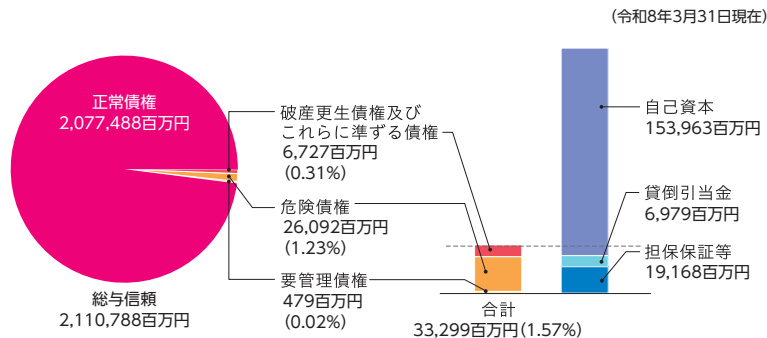 (令和8年3月31日現在)
正常債権
2,077,488百万円
総与信頼
2,110,788百万円
破産更生債権及び
これらに準ずる債権
6,727百万円
(0.31%)
危険債権
26,092百万円
(1.23%)
要管理債権
479百万円
(0.02%)
合計
33,299百万円(1.57%)
自己資本
153,963百万円
貸倒引当金
6,979百万円
担保保証等
19,168百万円